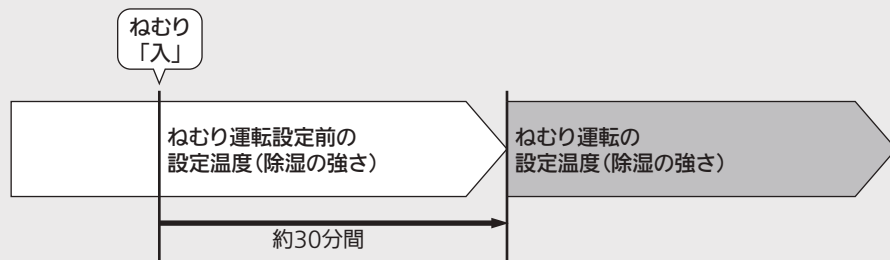 ねむり
「入」
ねむり運転設定前の
設定温度(除湿の強さ)
ねむり運転の
設定温度(除湿の強さ)
約30分間